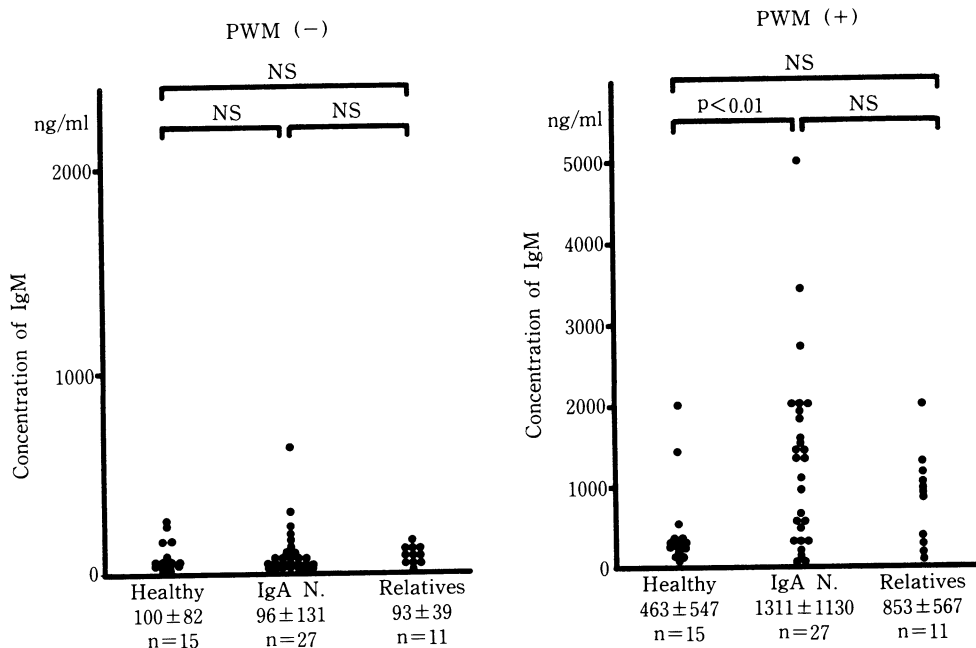 PWM (−)
NS
NS
NS
ng/ml
2000
1000
0
Concentration of IgM
Healthy
100±82
n=15
IgA N.
96±131
n=27
Relatives
93±39
n=11
PWM (+)
NS
p<0.01
NS
ng/ml
5000
4000
3000
2000
1000
0
Concentration of IgM
Healthy
463±547
n=15
IgA N.
1311±1130
n=27
Relatives
853±567
n=11